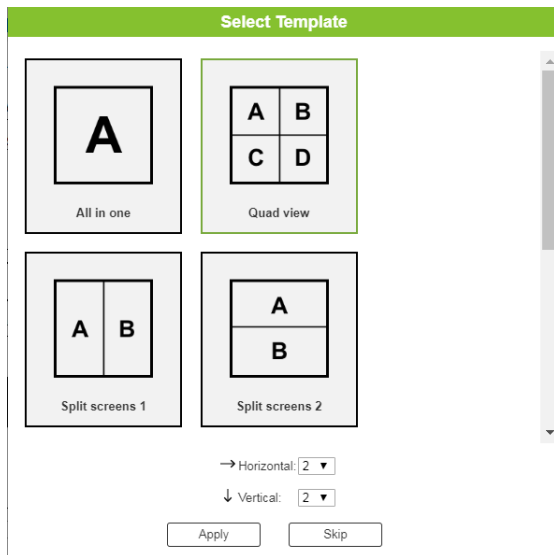 Select Template
A
All in one
A B
C D
Quad view
A B
Split screens 1
A
B
Split screens 2
Horizontal: 2
Vertical: 2
Apply Skip